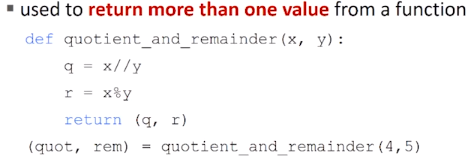 ▪ used to return more than one value from a function
def quotient_and_remainder(x, y):
    q = x//y
    r = x%y
    return (q, r)
(quot, rem) = quotient_and_remainder(4,5)